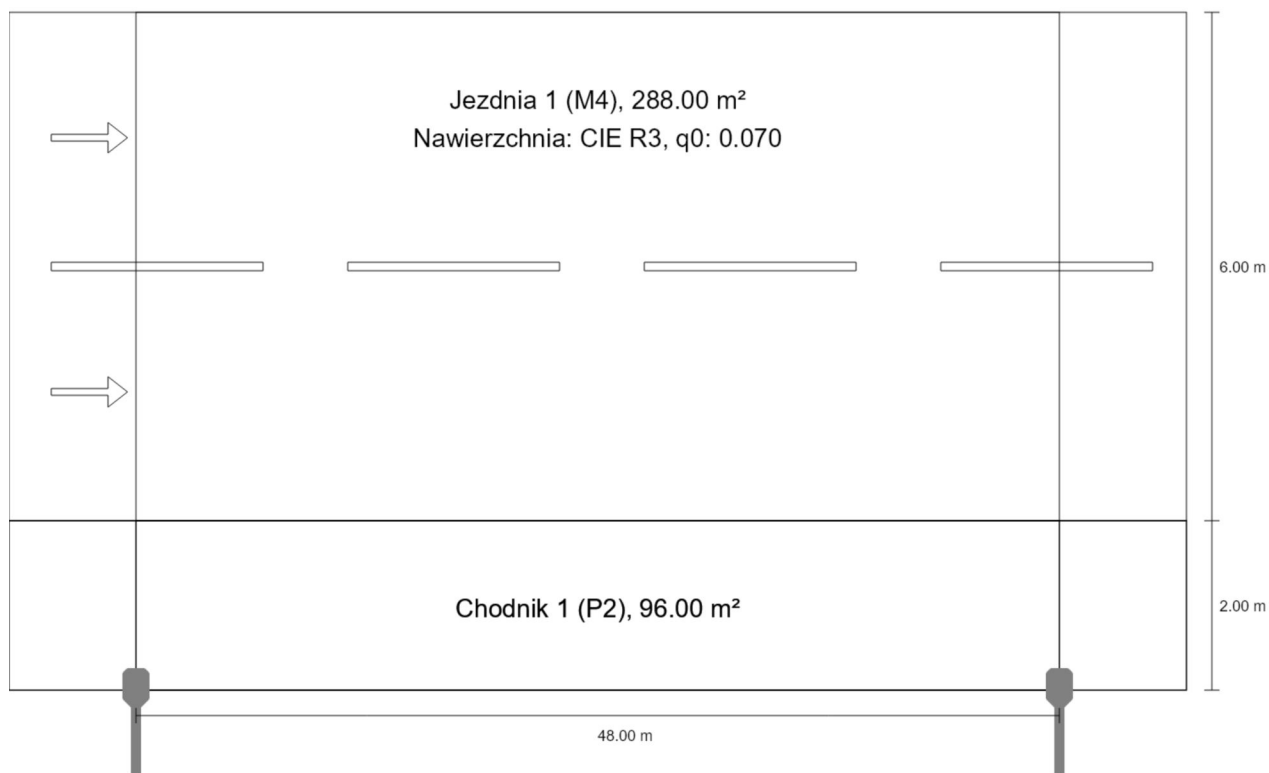 Jezdnia 1 (M4), 288.00 m²
Nawierzchnia: CIE R3, q0: 0.070
6.00 m
Chodnik 1 (P2), 96.00 m²
2.00 m
48.00 m